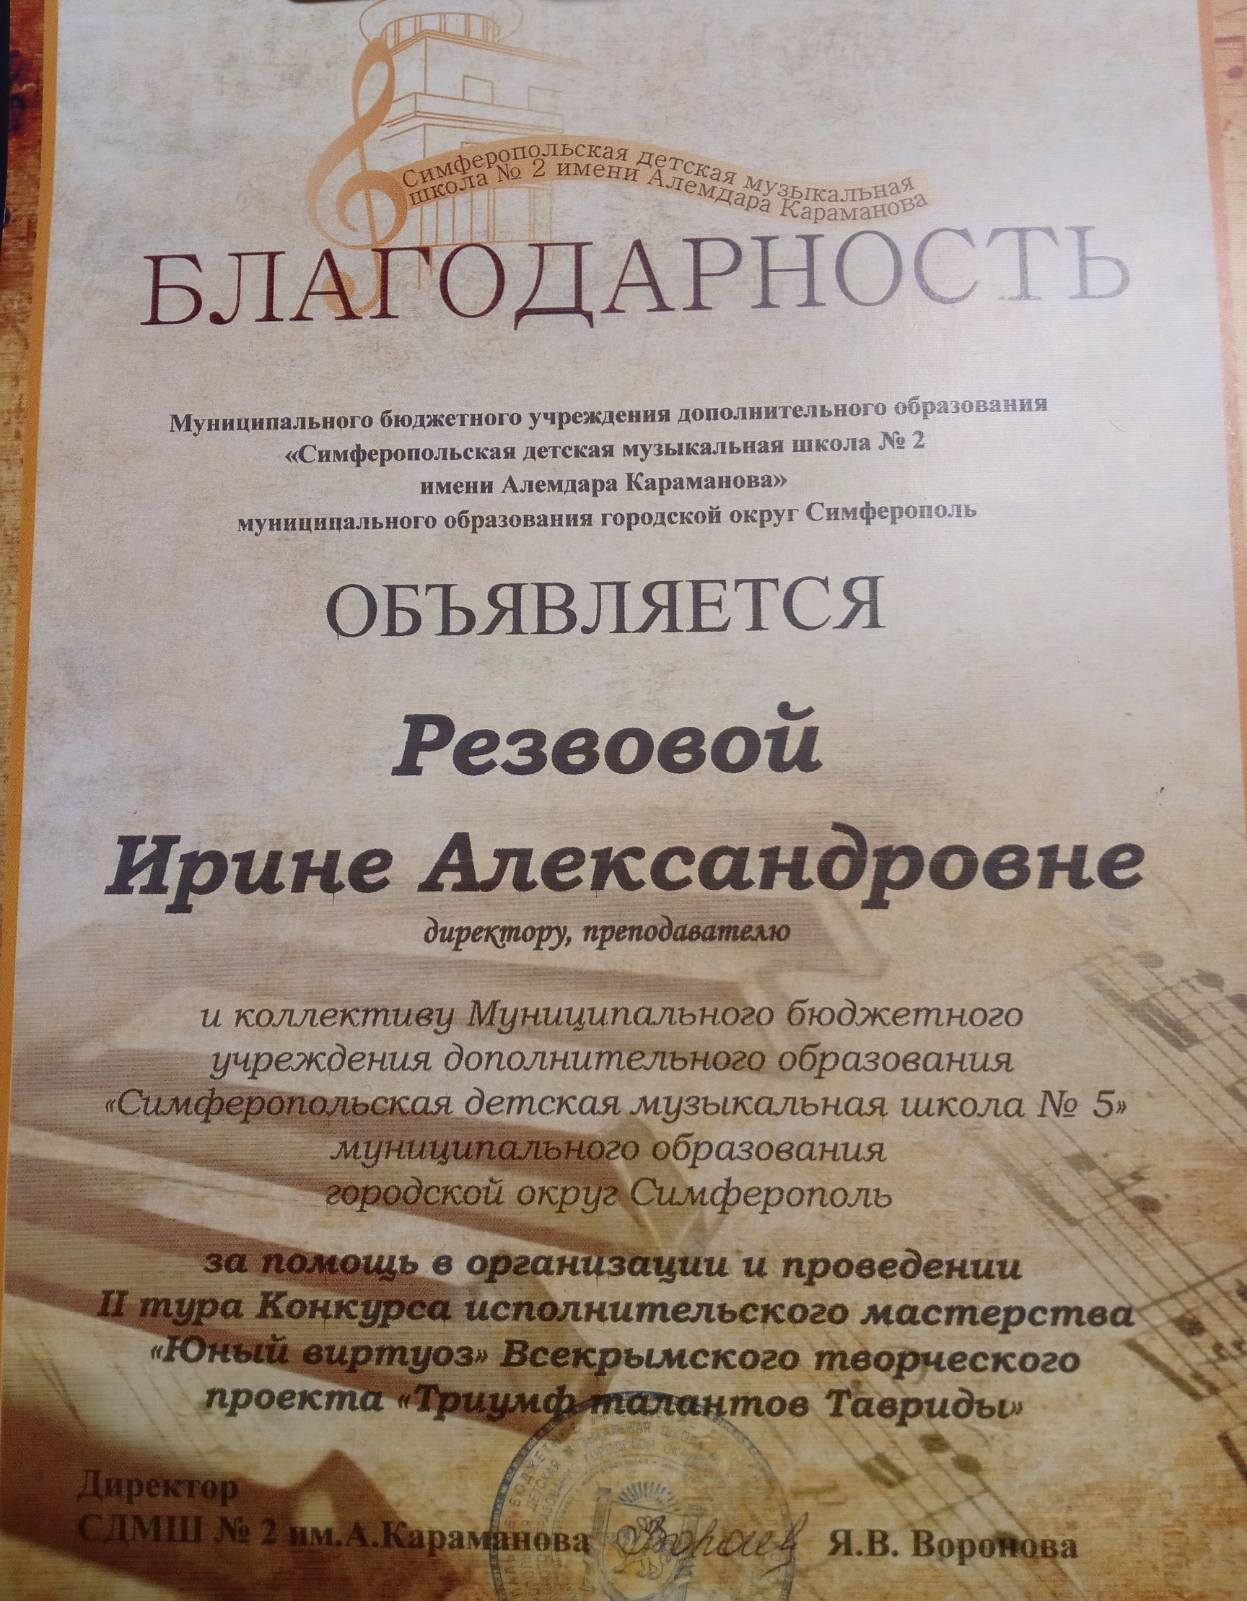 Симферопольская детская музыкальная
школа № 2 имени Алемдара Караманова
БЛАГОДАРНОСТЬ
Муниципального бюджетного учреждения дополнительного образования
«Симферопольская детская музыкальная школа № 2
имени Алемдара Караманова»
муниципального образования городской округ Симферополь
ОБЪЯВЛЯЕТСЯ
Резвовой
Ирине Александровне
директору, преподавателю
и коллективу Муниципального бюджетного
учреждения дополнительного образования
«Симферопольская детская музыкальная школа № 5»
муниципального образования
городской округ Симферополь
за помощь в организации и проведении
II тура Конкурса исполнительского мастерства
«Юный виртуоз» Всекрымского творческого
проекта «Триумф талантов Тавриды»
Директор
СДМШ № 2 им.А.Караманова Я.В. Воронова